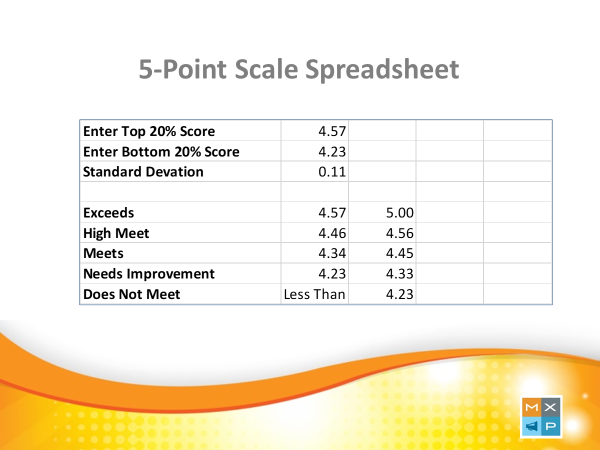 5-Point Scale Spreadsheet
Enter Top 20% Score 4.57
Enter Bottom 20% Score 4.23
Standard Devation 0.11
Exceeds 4.57 5.00
High Meet 4.46 4.56
Meets 4.34 4.45
Needs Improvement 4.23 4.33
Does Not Meet Less Than 4.23
M X
P